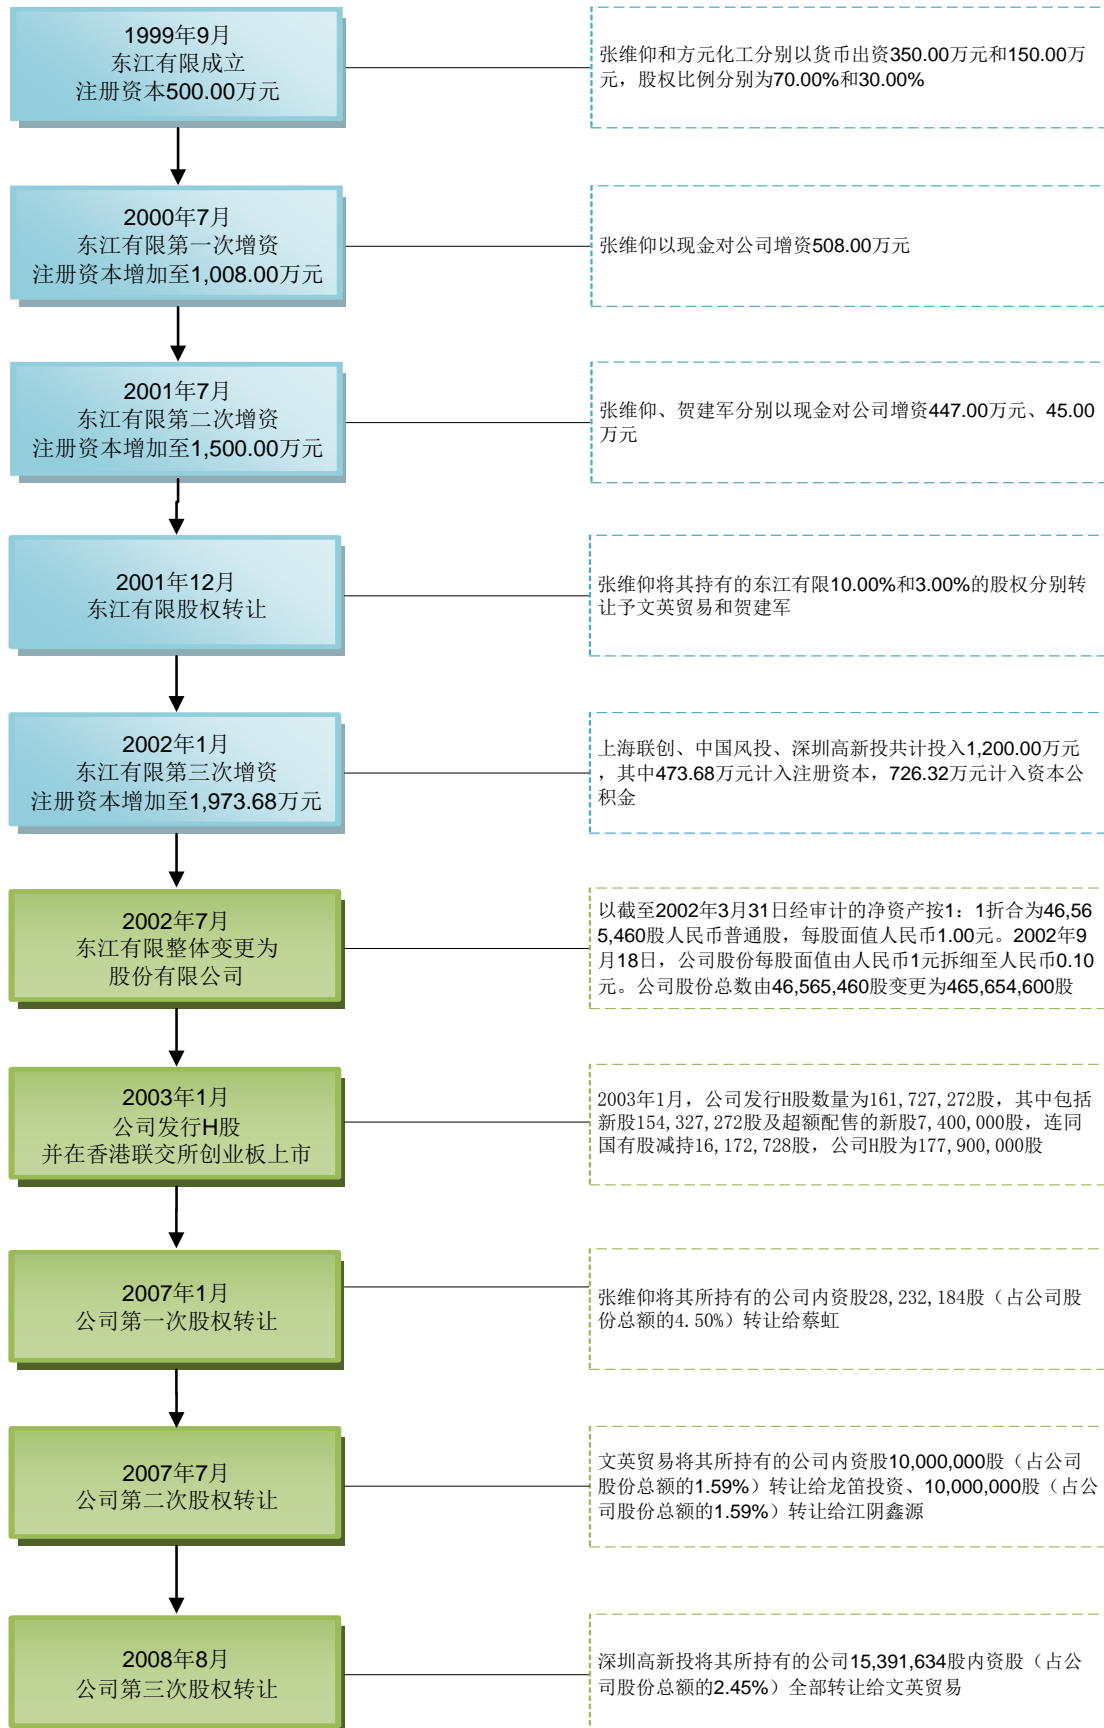 1999年9月
东江有限成立
注册资本500.00万元
张维仰和方元化工分别以货币出资350.00万元和150.00万
元，股权比例分别为70.00%和30.00%
2000年7月
东江有限第一次增资
注册资本增加至1,008.00万元
张维仰以现金对公司增资508.00万元
2001年7月
东江有限第二次增资
注册资本增加至1,500.00万元
张维仰、贺建军分别以现金对公司增资447.00万元、45.00
万元
2001年12月
东江有限股权转让
张维仰将其持有的东江有限10.00%和3.00%的股权分别转
让予文英贸易和贺建军
2002年1月
东江有限第三次增资
注册资本增加至1,973.68万元
上海联创、中国风投、深圳高新投共计投入1,200.00万元
，其中473.68万元计入注册资本，726.32万元计入资本公
积金
2002年7月
东江有限整体变更为
股份有限公司
以截至2002年3月31日经审计的净资产按1：1折合为46,56
5,460股人民币普通股，每股面值人民币1.00元。2002年9
月18日，公司股份每股面值由人民币1元拆细至人民币0.10
元。公司股份总数由46,565,460股变更为465,654,600股
2003年1月
公司发行H股
并在香港联交所创业板上市
2003年1月，公司发行H股数量为161,727,272股，其中包括
新股154,327,272股及超额配售的新股7,400,000股，连同
国有股减持16,172,728股，公司H股为177,900,000股
2007年1月
公司第一次股权转让
张维仰将其所持有的公司内资股28,232,184股（占公司股
份总额的4.50%）转让给蔡虹
2007年7月
公司第二次股权转让
文英贸易将其所持有的公司内资股10,000,000股（占公司
股份总额的1.59%）转让给龙笛投资、10,000,000股（占公
司股份总额的1.59%）转让给江阴鑫源
2008年8月
公司第三次股权转让
深圳高新投将其所持有的公司15,391,634股内资股（占公
司股份总额的2.45%）全部转让给文英贸易